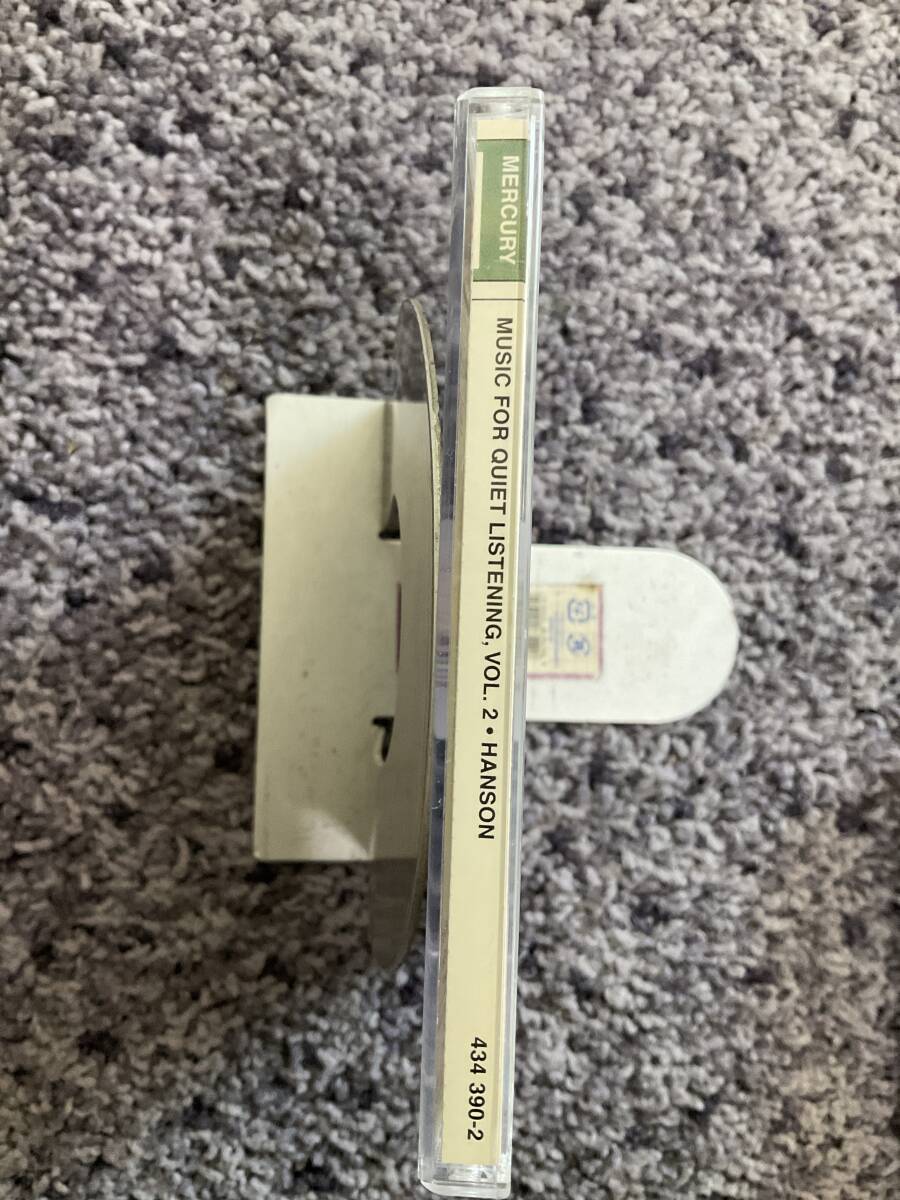 MERCURY
MUSIC FOR QUIET LISTENING, VOL. 2 • HANSON
434 390-2